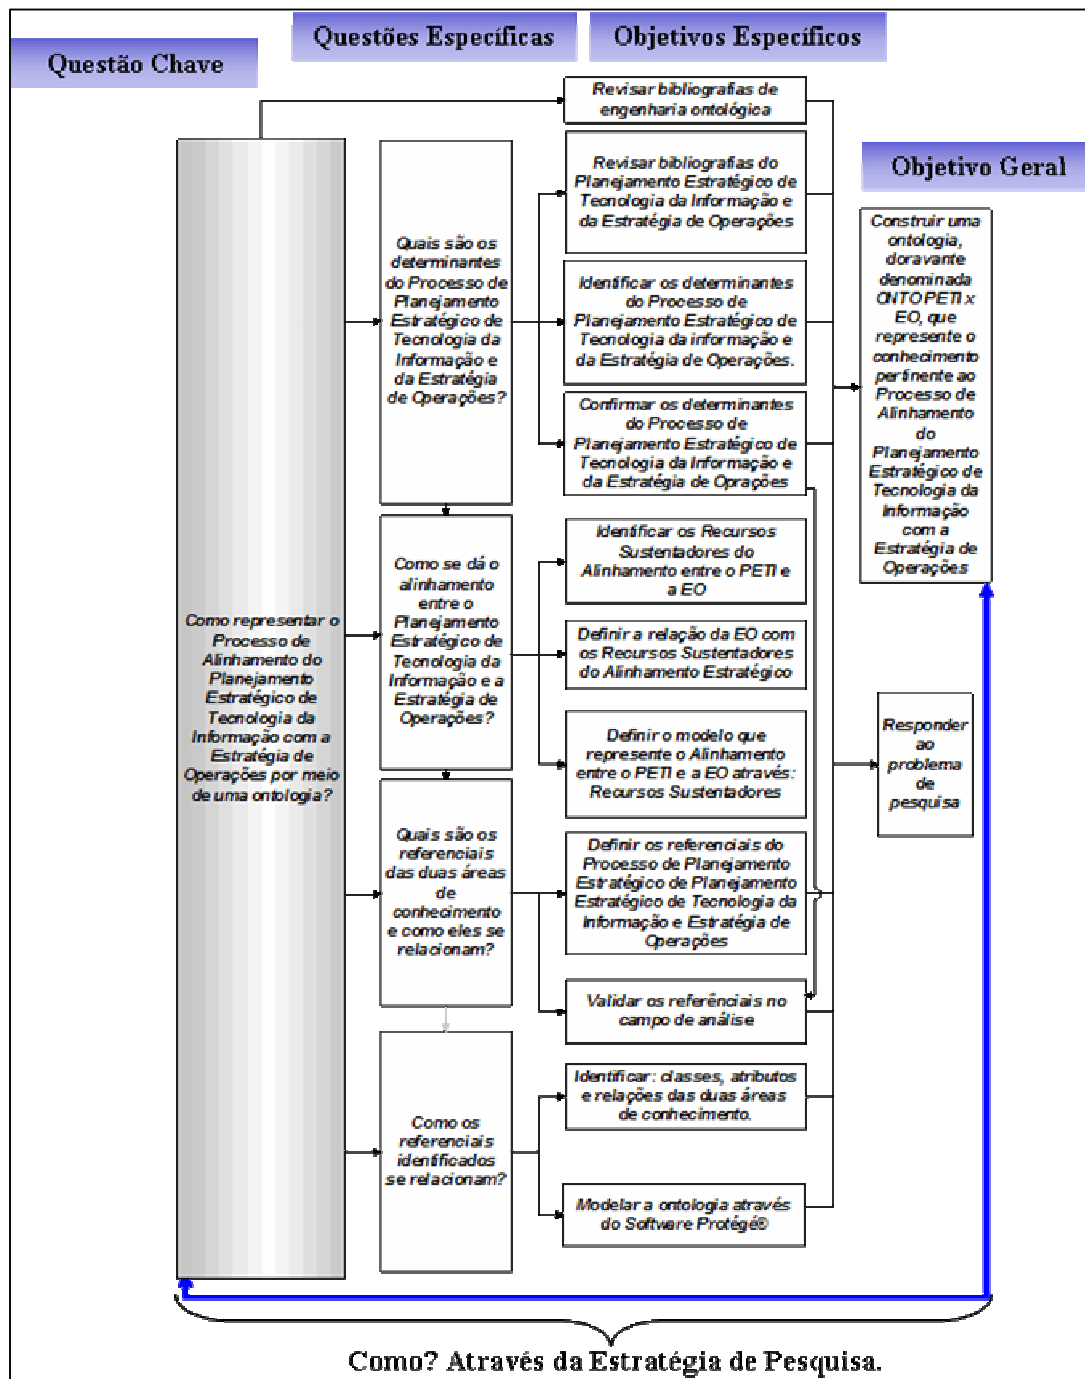 Questão Chave
Questões Específicas
Objetivos Específicos
Objetivo Geral
Como representar o
Processo de
Alinhamento do
Planejamento
Estratégico de
Tecnologia da
Informação com a
Estratégia de
Operações por meio
de uma ontologia?
Quais são os
determinantes
do Processo de
Planejamento
Estratégico de
Tecnologia da
Informação e
da Estratégia
de Operações?
Como se dá o
alinhamento
entre o
Planejamento
Estratégico de
Tecnologia da
Informação e a
Estratégia de
Operações?
Quais são os
referenciais
das duas áreas
de
conhecimento
e como eles se
relacionam?
Como os
referenciais
identificados
se relacionam?
Revisar bibliografias de
engenharia ontológica
Revisar bibliografias do
Planejamento Estratégico de
Tecnologia da Informação e
da Estratégia de Operações
Identificar os determinantes
do Processo de
Planejamento Estratégico de
Tecnologia da informação e
da Estratégia de Operações.
Confirmar os determinantes
do Processo de
Planejamento Estratégico de
Tecnologia da Informação e
da Estratégia de Oprações
Identificar os Recursos
Sustentadores do
Alinhamento entre o PETI e
a EO
Definir a relação da EO com
os Recursos Sustentadores
do Alinhamento Estratégico
Definir o modelo que
represente o Alinhamento
entre o PETI e a EO através:
Recursos Sustentadores
Definir os referenciais do
Processo de Planejamento
Estratégico de Planejamento
Estratégico de Tecnologia da
Informação e Estratégia de
Operações
Validar os referênciais no
campo de análise
Identificar: classes, atributos
e relações das duas áreas
de conhecimento.
Modelar a ontologia através
do Software Protégé®
Construir uma
ontologia,
doravante
denominada
ONTO PETI x
EO, que
represente o
conhecimento
pertinente ao
Processo de
Alinhamento
do
Planejamento
Estratégico de
Tecnologia da
Informação
com a
Estratégia de
Operações
Responder
ao
problema
de
pesquisa
Como? Através da Estratégia de Pesquisa.